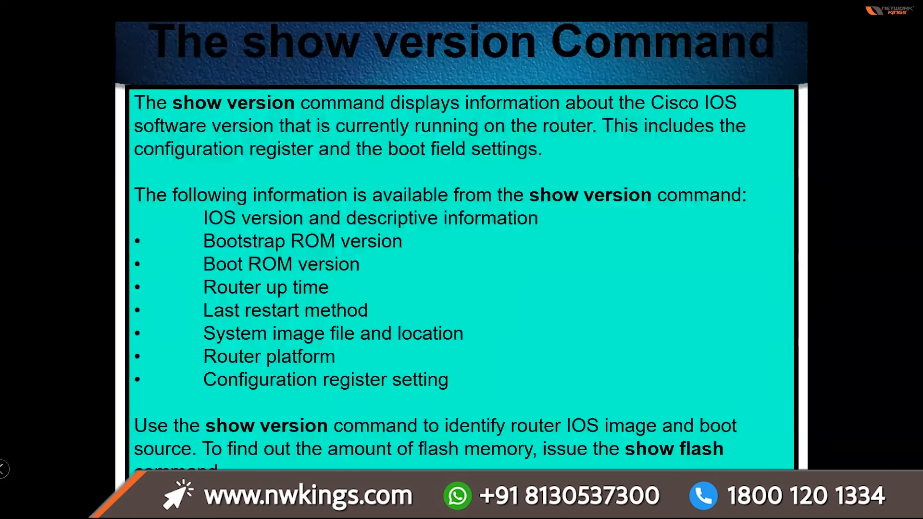 NETWORK
KINGS
The show version Command
The show version command displays information about the Cisco IOS
software version that is currently running on the router. This includes the
configuration register and the boot field settings.
The following information is available from the show version command:
IOS version and descriptive information
• Bootstrap ROM version
• Boot ROM version
• Router up time
• Last restart method
• System image file and location
• Router platform
• Configuration register setting
Use the show version command to identify router IOS image and boot
source. To find out the amount of flash memory, issue the show flash
command
www.nwkings.com
+91 8130537300
1800 120 1334